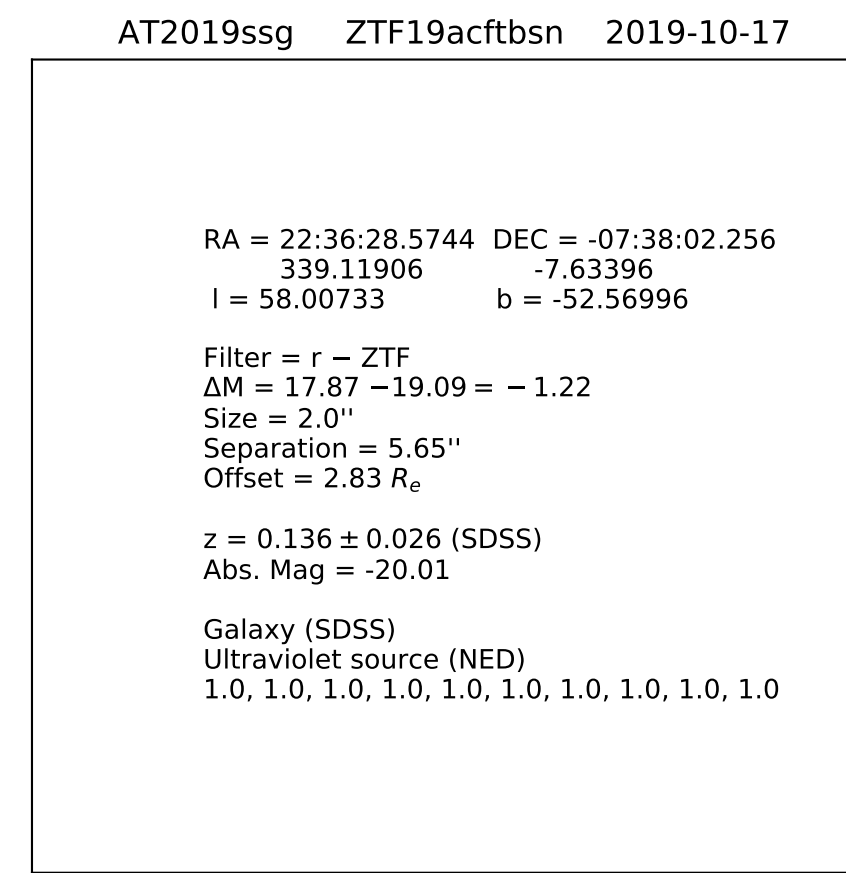 AT2019ssg ZTF19acftbsn 2019-10-17
RA = 22:36:28.5744 DEC = -07:38:02.256
339.11906 -7.63396
l = 58.00733 b = -52.56996
Filter = r − ZTF
ΔM = 17.87 −19.09 = − 1.22
Size = 2.0''
Separation = 5.65''
Offset = 2.83 Rₑ
z = 0.136 ± 0.026 (SDSS)
Abs. Mag = -20.01
Galaxy (SDSS)
Ultraviolet source (NED)
1.0, 1.0, 1.0, 1.0, 1.0, 1.0, 1.0, 1.0, 1.0, 1.0